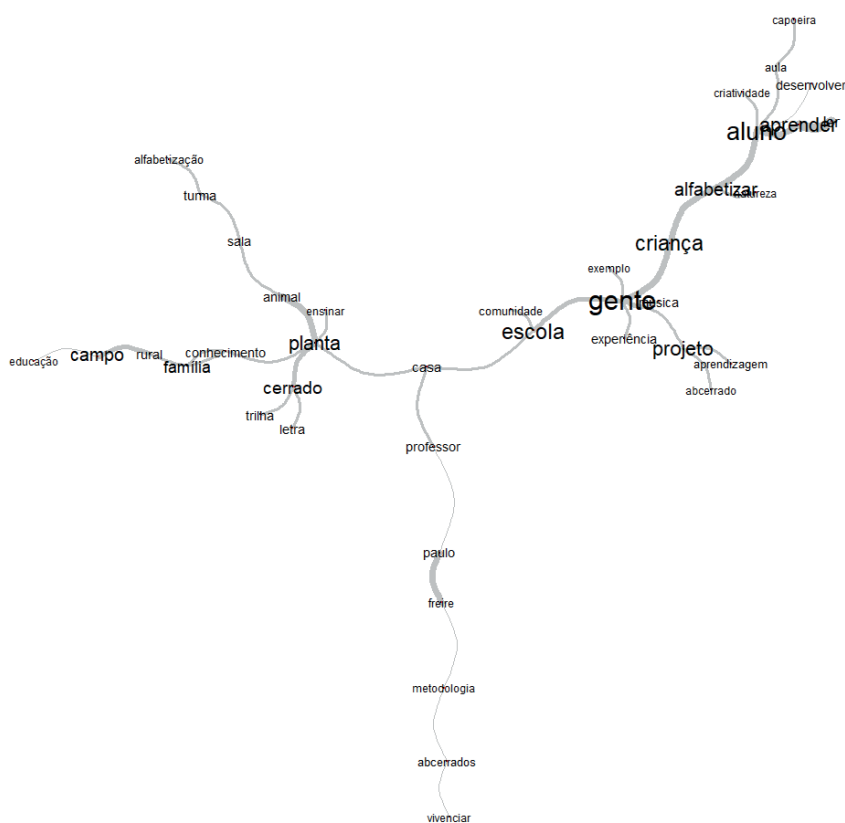 capoeira
aula
desenvolver
criatividade
ler
aprender
aluno
alfabetização
alfabetizar
natureza
turma
sala
criança
exemplo
animal
gente
música
ensinar
comunidade
escola
planta
experiência
projeto
conhecimento
rural
campo
educação
família
casa
aprendizagem
cerrado
abcerrado
trilha
letra
professor
paulo
freire
metodologia
abcerrados
vivenciar